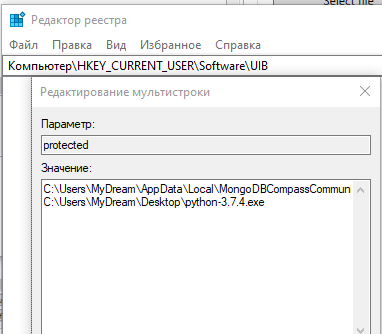 Select file
Редактор реестра
Файл Правка Вид Избранное Справка
Компьютер\HKEY_CURRENT_USER\Software\UIB
Редактирование мультистроки
Параметр:
protected
Значение:
C:\Users\MyDream\AppData\Local\MongoDBCompassCommuni
C:\Users\MyDream\Desktop\python-3.7.4.exe